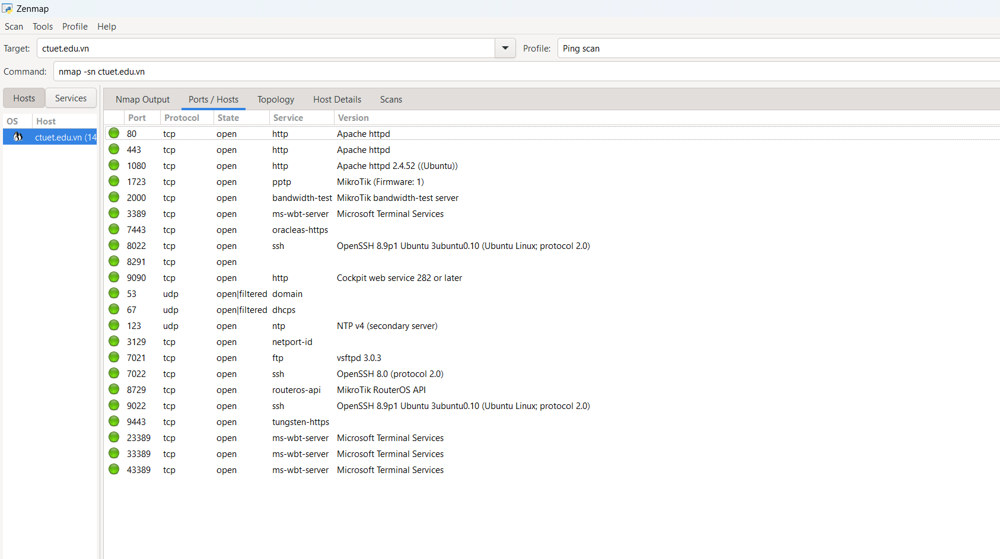 Zenmap
Scan Tools Profile Help
Target: ctuet.edu.vn Profile: Ping scan
Command: nmap -sn ctuet.edu.vn
Hosts Services Nmap Output Ports / Hosts Topology Host Details Scans
OS Host Port Protocol State Service Version
ctuet.edu.vn (14
80 tcp open http Apache httpd
443 tcp open http Apache httpd
1080 tcp open http Apache httpd 2.4.52 ((Ubuntu))
1723 tcp open pptp MikroTik (Firmware: 1)
2000 tcp open bandwidth-test MikroTik bandwidth-test server
3389 tcp open ms-wbt-server Microsoft Terminal Services
7443 tcp open oracleas-https
8022 tcp open ssh OpenSSH 8.9p1 Ubuntu 3ubuntu0.10 (Ubuntu Linux; protocol 2.0)
8291 tcp open
9090 tcp open http Cockpit web service 282 or later
53 udp open|filtered domain
67 udp open|filtered dhcps
123 udp open ntp NTP v4 (secondary server)
3129 tcp open netport-id
7021 tcp open ftp vsftpd 3.0.3
7022 tcp open ssh OpenSSH 8.0 (protocol 2.0)
8729 tcp open routeros-api MikroTik RouterOS API
9022 tcp open ssh OpenSSH 8.9p1 Ubuntu 3ubuntu0.10 (Ubuntu Linux; protocol 2.0)
9443 tcp open tungsten-https
23389 tcp open ms-wbt-server Microsoft Terminal Services
33389 tcp open ms-wbt-server Microsoft Terminal Services
43389 tcp open ms-wbt-server Microsoft Terminal Services